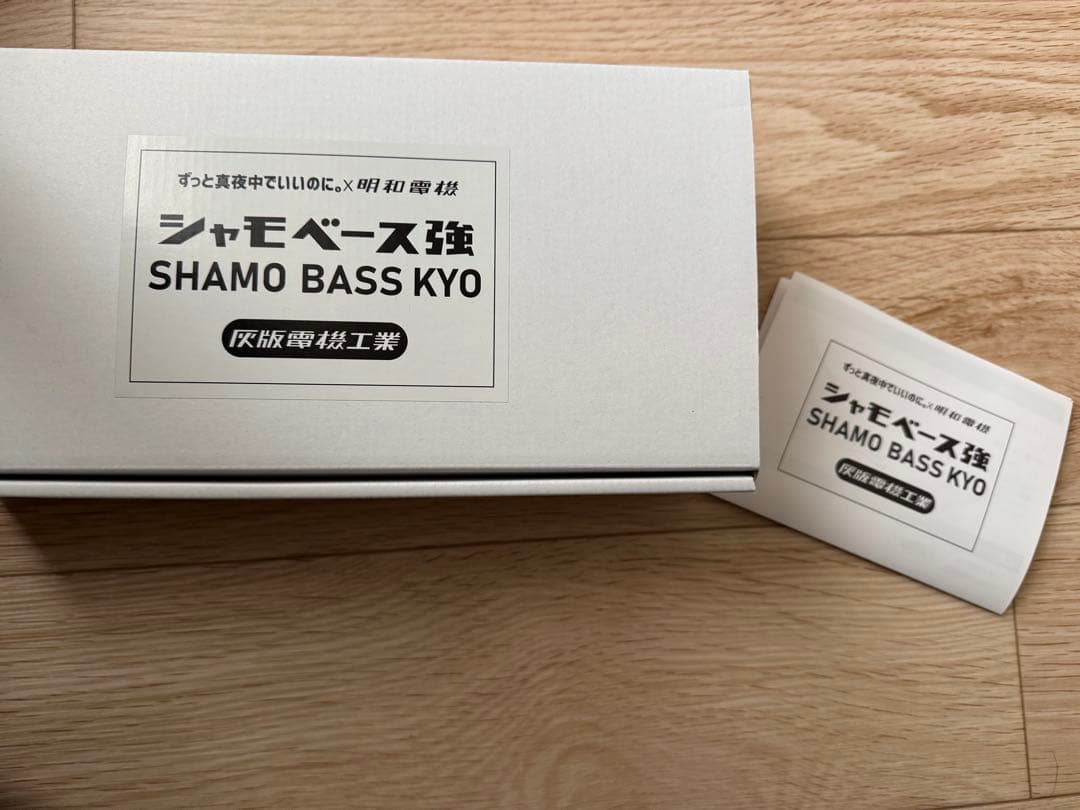 ずっと真夜中でいいのに。×明和電機
シャモベース強
SHAMO BASS KYO
灰版電機工業
ずっと真夜中でいいのに。×明和電機
シャモベース強
SHAMO BASS KYO
灰版電機工業